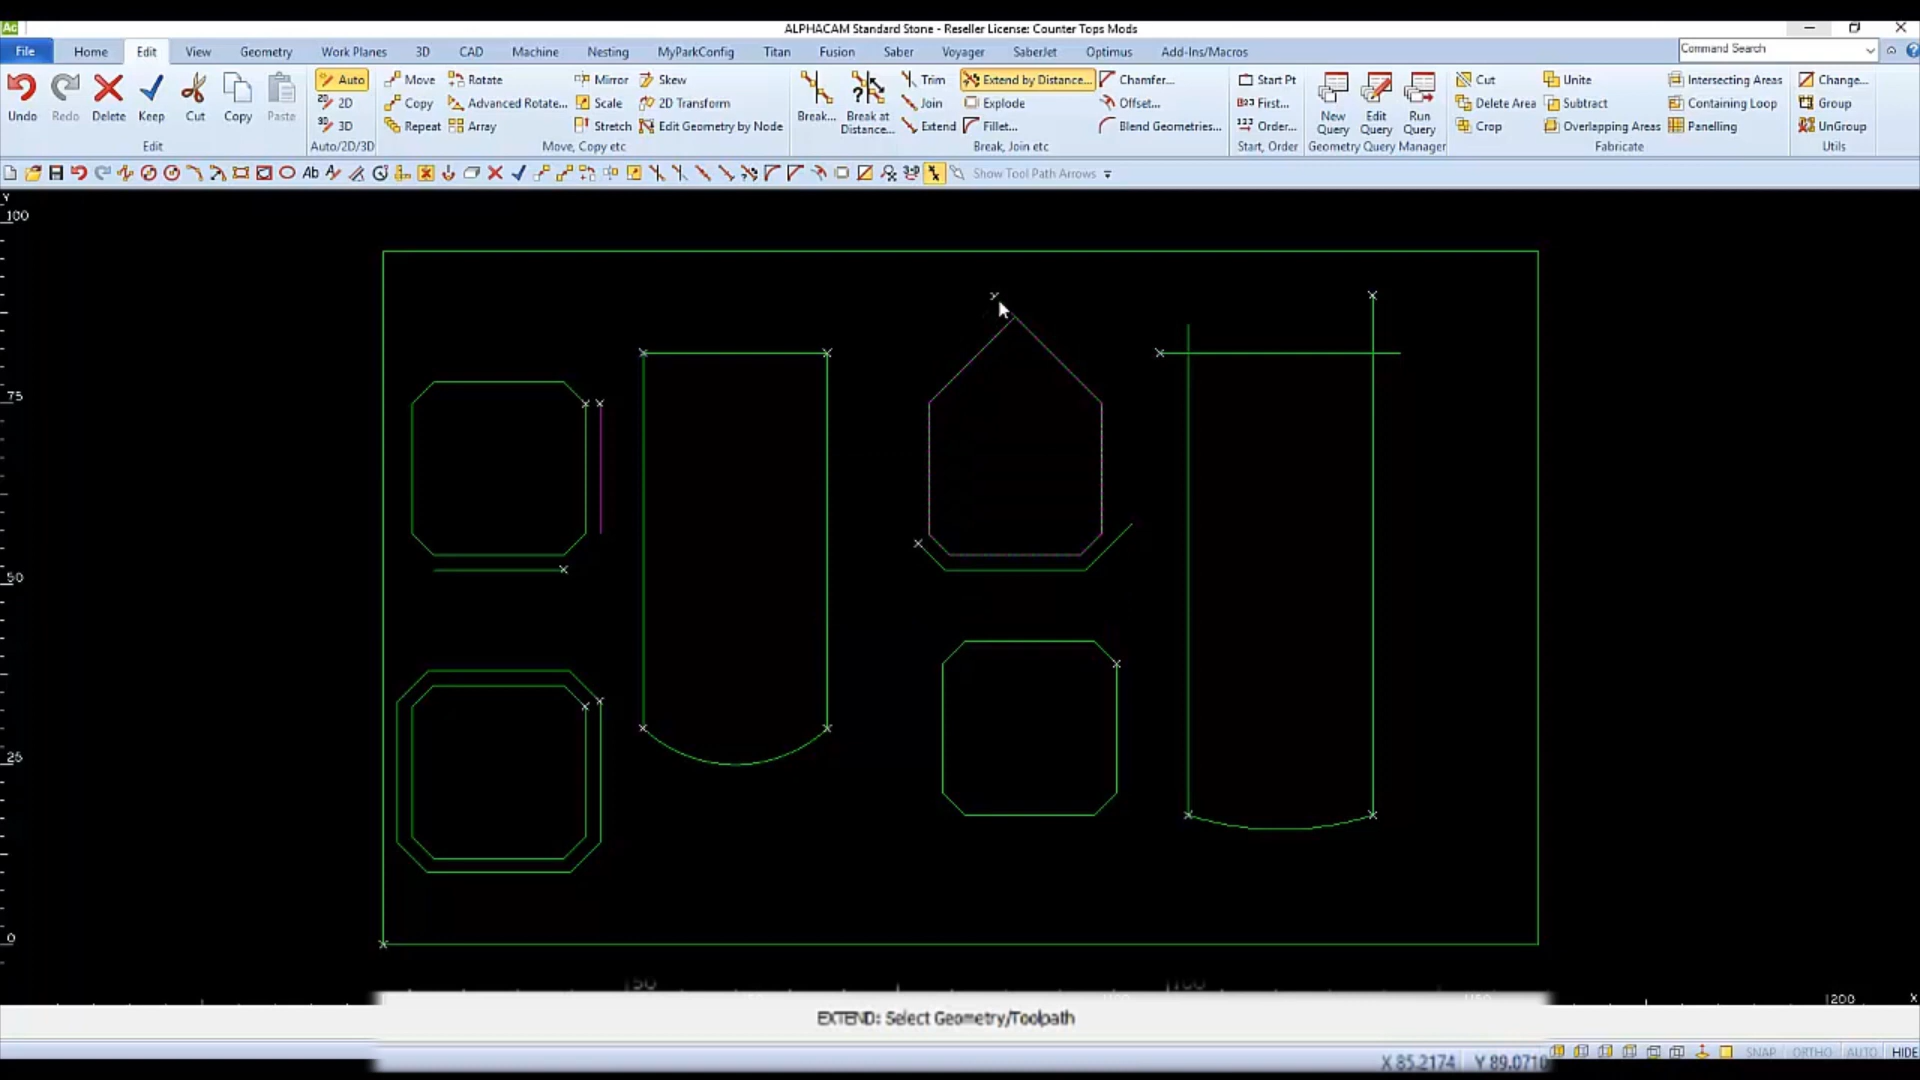 Ac
ALPHACAM Standard Stone - Reseller License: Counter Tops Mods
File Home Edit View Geometry Work Planes 3D CAD Machine Nesting MyParkConfig Titan Fusion Saber Voyager SaberJet Optimus Add-Ins/Macros Command Search
Auto Move Rotate Mirror Skew Trim Extend by Distance... Chamfer... Start Pt Cut Unite Intersecting Areas Change...
2D Copy Advanced Rotate... Scale 2D Transform Join Explode Offset... First... Delete Area Subtract Containing Loop Group
Undo Redo Delete Keep Cut Copy Paste Break... Break at Distance... New Query Edit Query Run Query
3D Repeat Array Stretch Edit Geometry by Node Extend Fillet... Blend Geometries... Order... Crop Overlapping Areas Panelling UnGroup
Edit Auto/2D/3D Move, Copy etc Break, Join etc Start, Order Geometry Query Manager Fabricate Utils
Show Tool Path Arrows
Y
100
75
50
25
0
50 100 150 200 X
EXTEND: Select Geometry/Toolpath
X 85.2174 Y 89.0710 SNAP ORTHO AUTO HIDE